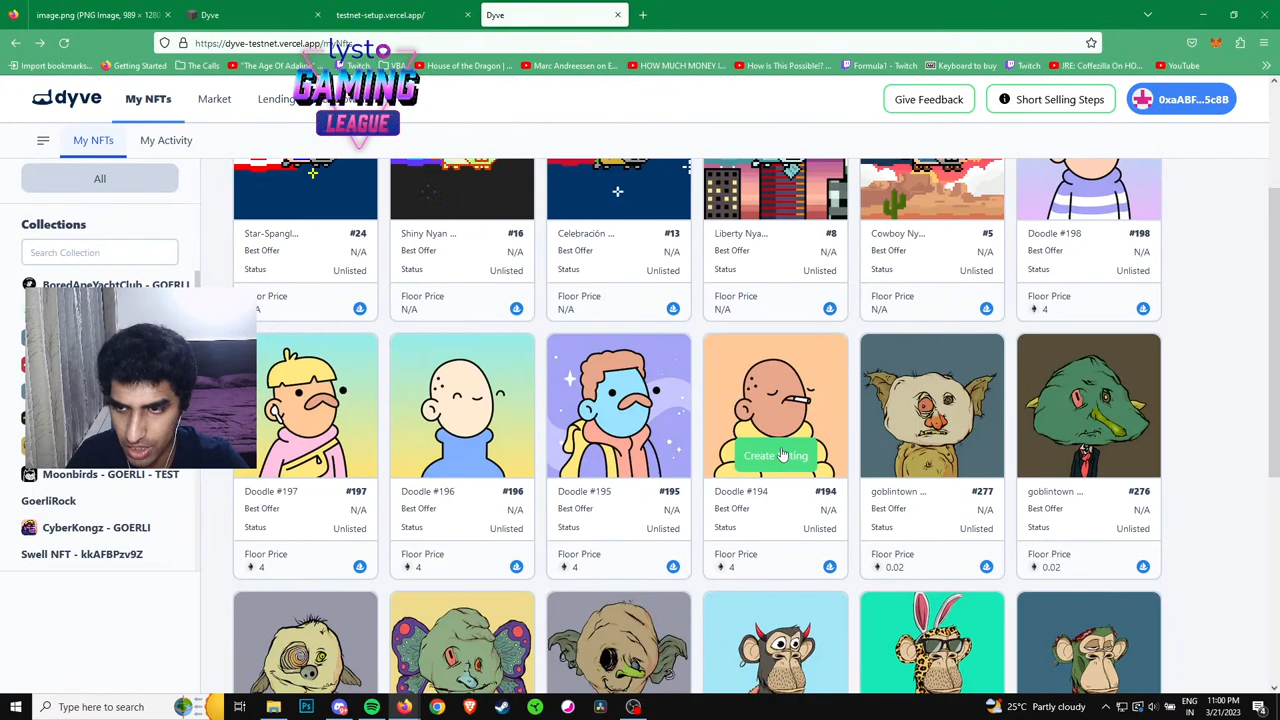 image.png (PNG Image, 989 × 1280
Dyve
testnet-setup.vercel.app/
Dyve
https://dyve-testnet.vercel.app/myNfts
Import bookmarks...
Getting Started
The Calls
"The Age Of Adaline
Twitch
VBA
House of the Dragon (
Marc Andreessen on E
HOW MUCH MONEY I
How Is This Possible!? -
Formula1 - Twitch
Keyboard to buy
Twitch
JRE: Coffezilla On HO
YouTube
dyve
My NFTs
Market
Lending
lysto
GAMING
LEAGUE
Give Feedback
Short Selling Steps
0xaABF...5c8B
My NFTs
My Activity
All
Collections
Search Collection
BoredApeYachtClub - GOERLI
Moonbirds - GOERLI - TEST
GoerliRock
CyberKongz - GOERLI
Swell NFT - kkAFBPzv9Z
Star-Spangl... #24
Best Offer N/A
Status Unlisted
Floor Price
N/A
Shiny Nyan ... #16
Best Offer N/A
Status Unlisted
Floor Price
N/A
Celebración ... #13
Best Offer N/A
Status Unlisted
Floor Price
N/A
Liberty Nya... #8
Best Offer N/A
Status Unlisted
Floor Price
N/A
Cowboy Ny... #5
Best Offer N/A
Status Unlisted
Floor Price
N/A
Doodle #198 #198
Best Offer N/A
Status Unlisted
Floor Price
4
Doodle #197 #197
Best Offer N/A
Status Unlisted
Floor Price
4
Doodle #196 #196
Best Offer N/A
Status Unlisted
Floor Price
4
Doodle #195 #195
Best Offer N/A
Status Unlisted
Floor Price
4
Create Listing
Doodle #194 #194
Best Offer N/A
Status Unlisted
Floor Price
4
goblintown ... #277
Best Offer N/A
Status Unlisted
Floor Price
0.02
goblintown ... #276
Best Offer N/A
Status Unlisted
Floor Price
0.02
Type here to search
Ps
25°C Partly cloudy
ENG
IN
11:00 PM
3/21/2023